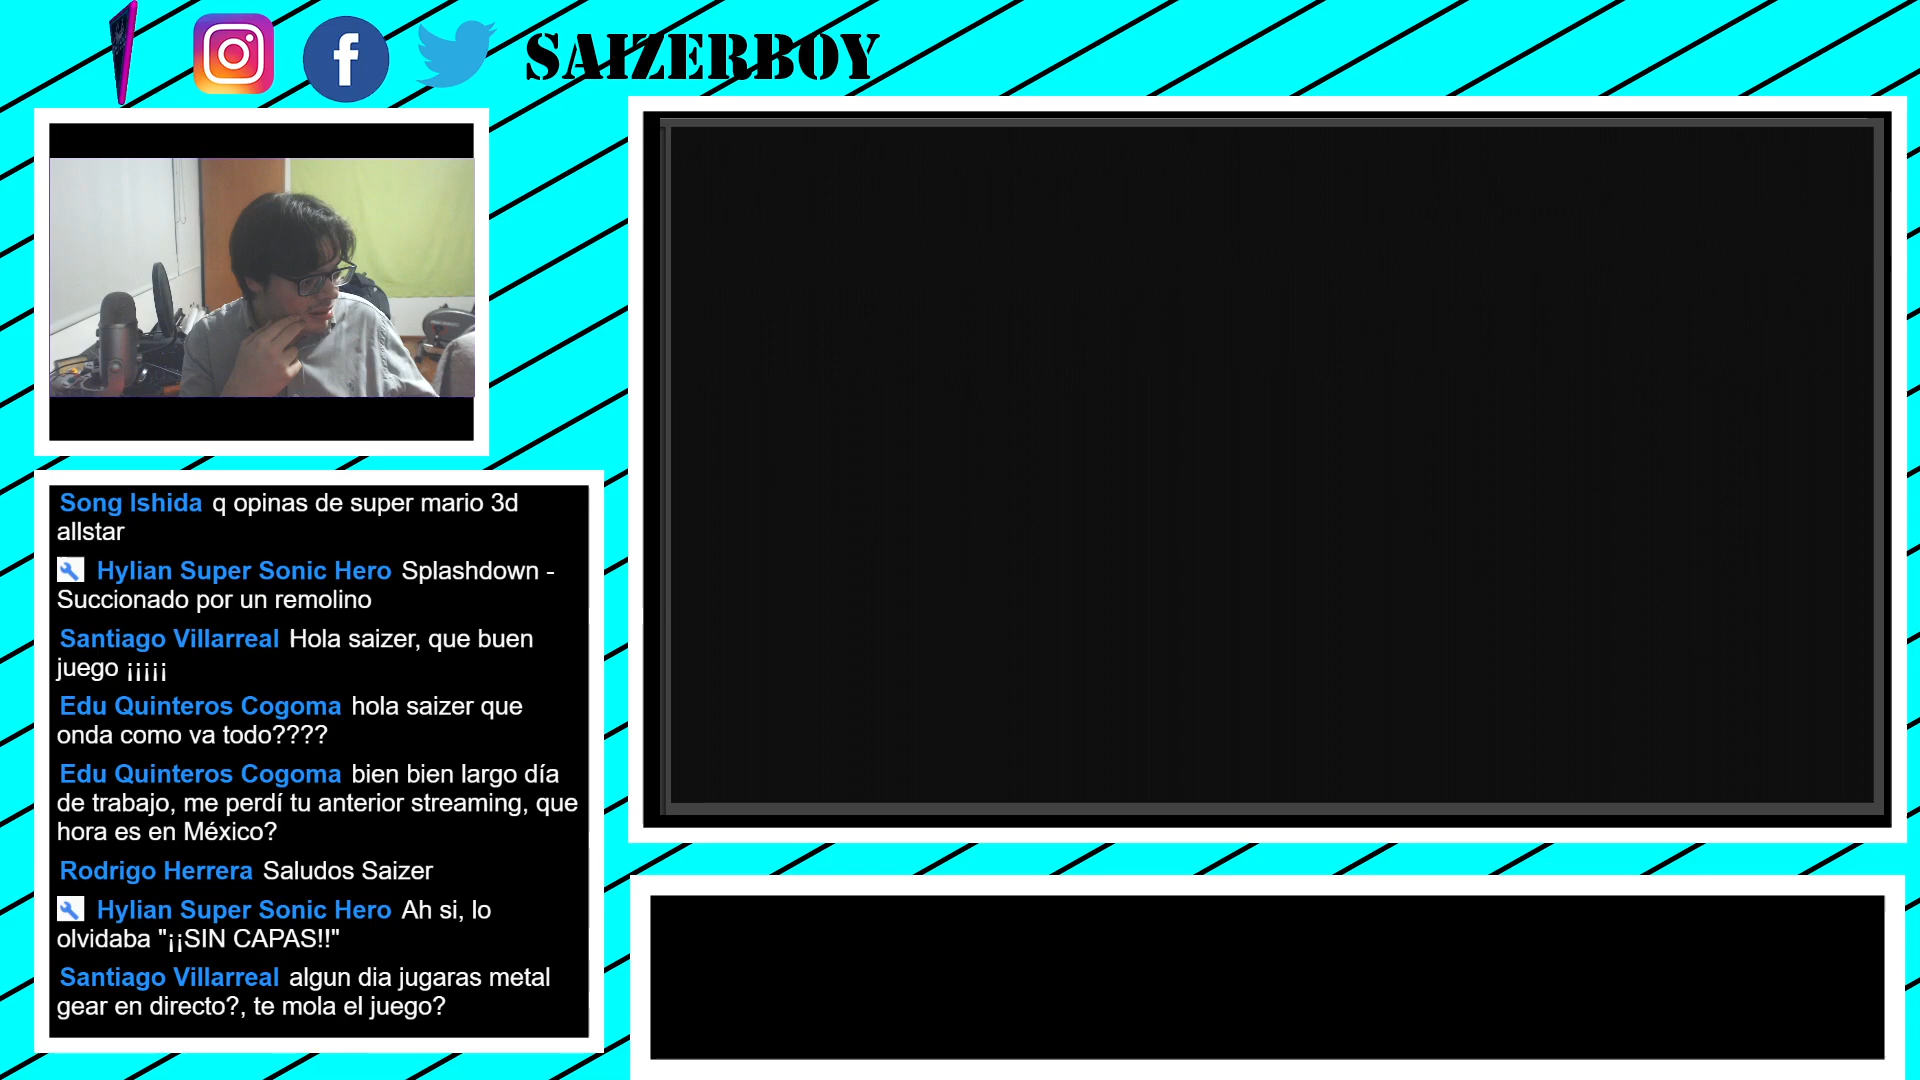 SAIZERBOY
Song Ishida q opinas de super mario 3d
allstar
Hylian Super Sonic Hero Splashdown -
Succionado por un remolino
Santiago Villarreal Hola saizer, que buen
juego ¡¡¡¡¡
Edu Quinteros Cogoma hola saizer que
onda como va todo????
Edu Quinteros Cogoma bien bien largo día
de trabajo, me perdí tu anterior streaming, que
hora es en México?
Rodrigo Herrera Saludos Saizer
Hylian Super Sonic Hero Ah si, lo
olvidaba "¡¡SIN CAPAS!!"
Santiago Villarreal algun dia jugaras metal
gear en directo?, te mola el juego?